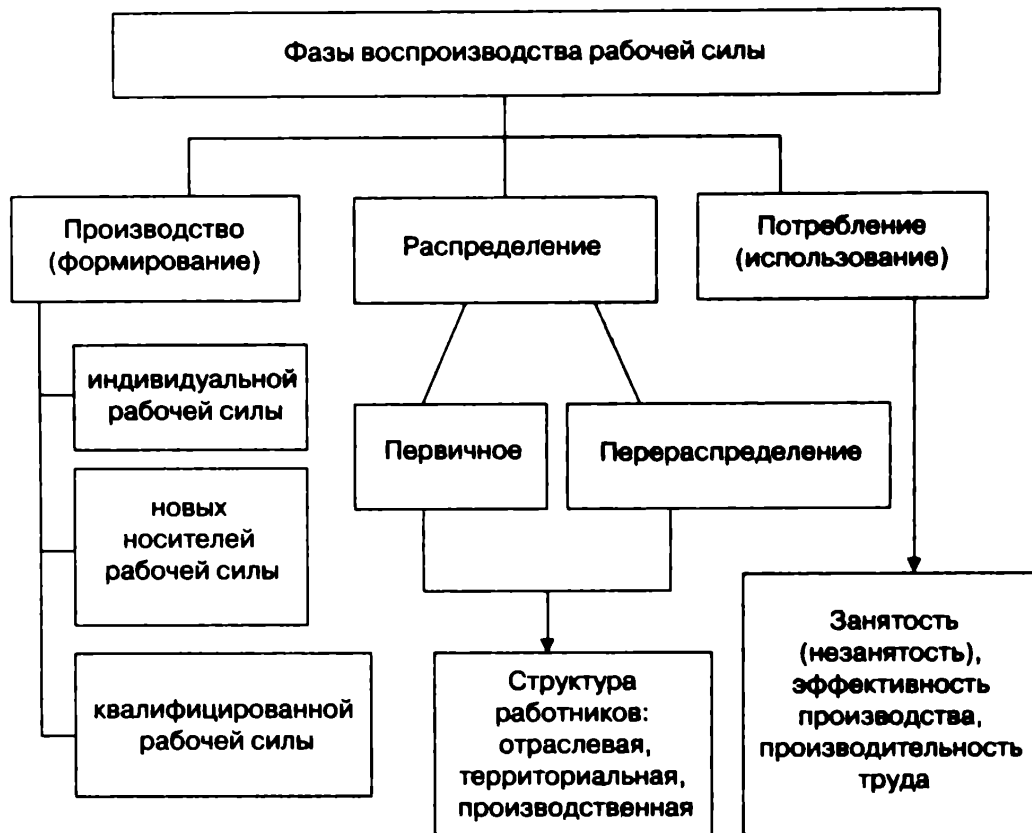 Фазы воспроизводства рабочей силы
Производство
(формирование)
Распределение
Потребление
(использование)
индивидуальной
рабочей силы
новых
носителей
рабочей силы
квалифицированной
рабочей силы
Первичное
Перераспределение
Структура
работников:
отраслевая,
территориальная,
производственная
Занятость
(незанятость),
эффективность
производства,
производительность
труда